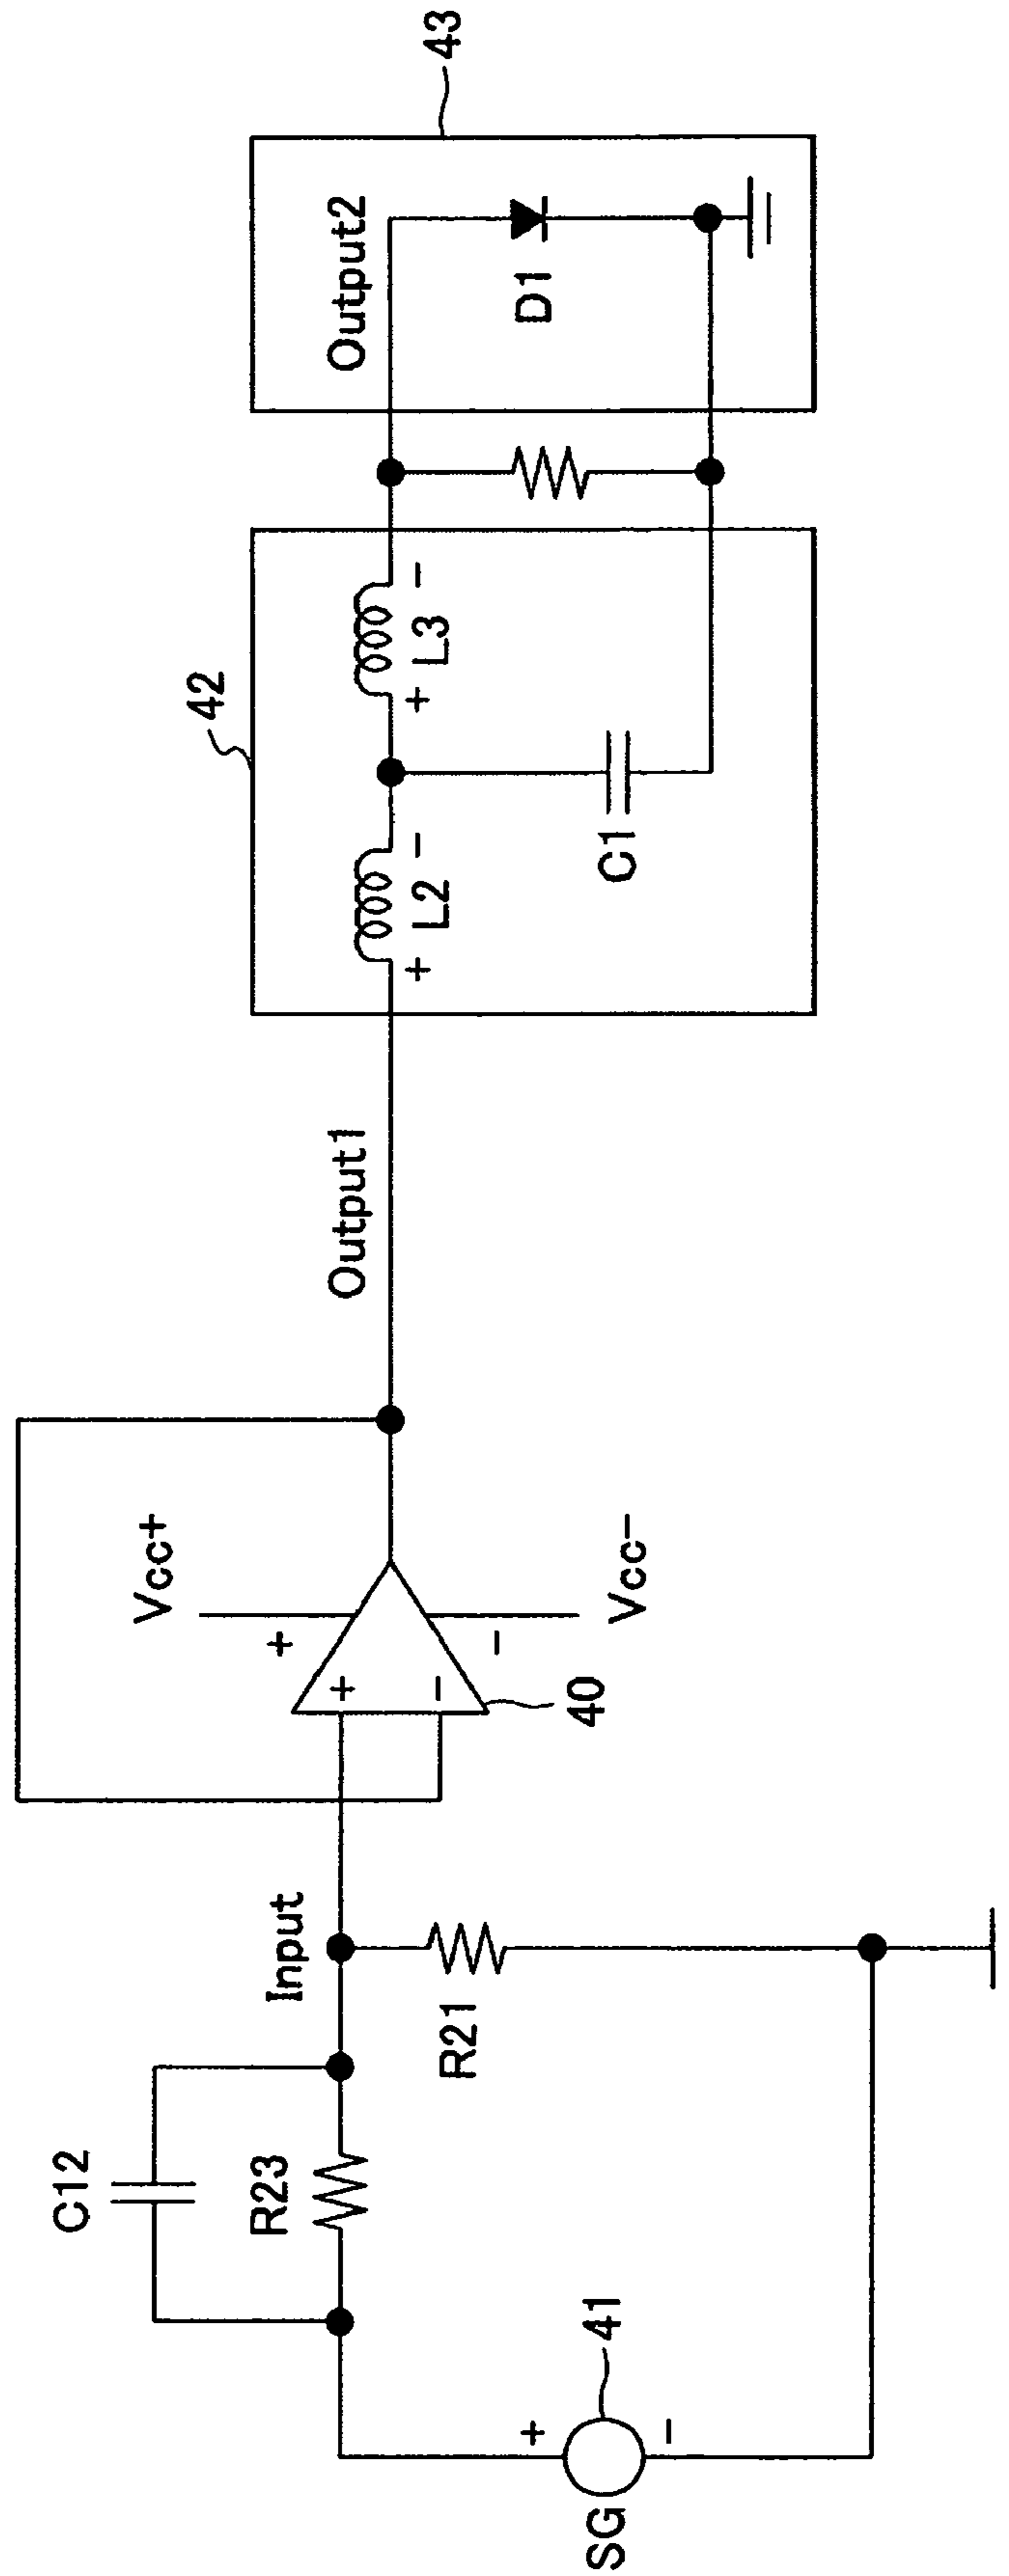 C12
R23
Input
R21
SG
+
-
41
Vcc+
+
+
-
-
Vcc-
40
Output1
42
+
L2
-
+
L3
-
C1
Output2
D1
43